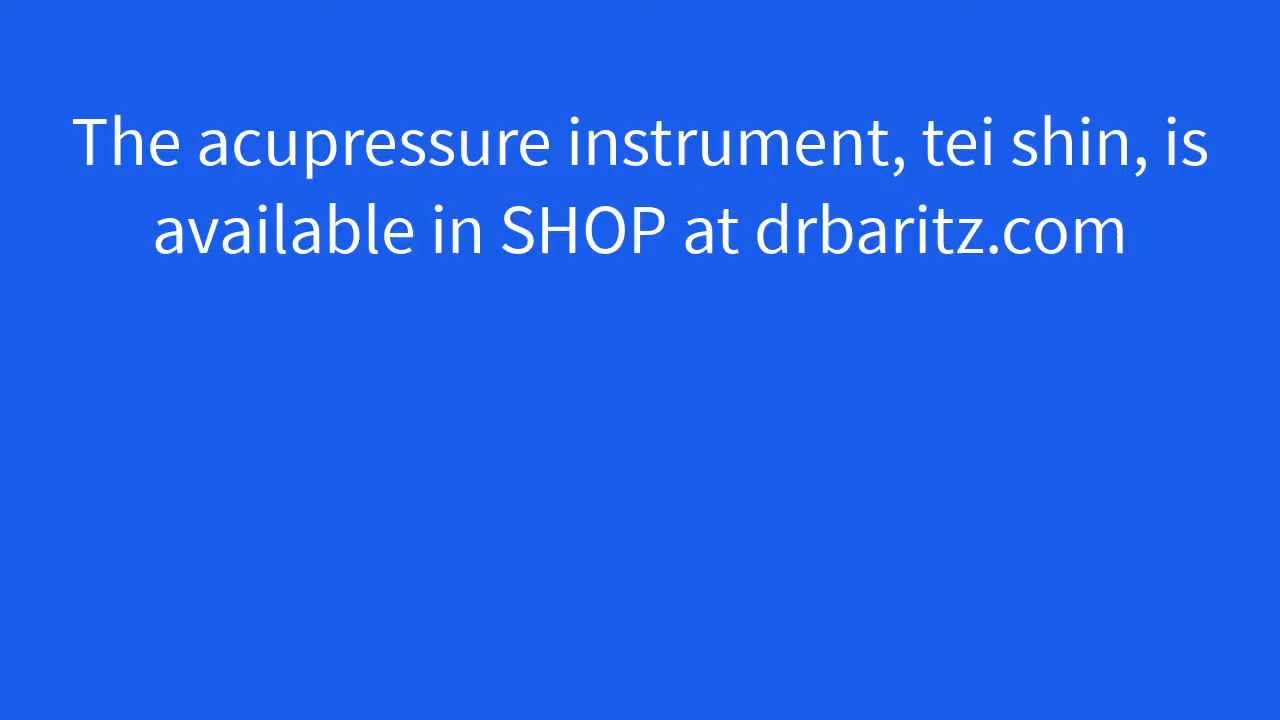 The acupressure instrument, tei shin, is
available in SHOP at drbaritz.com